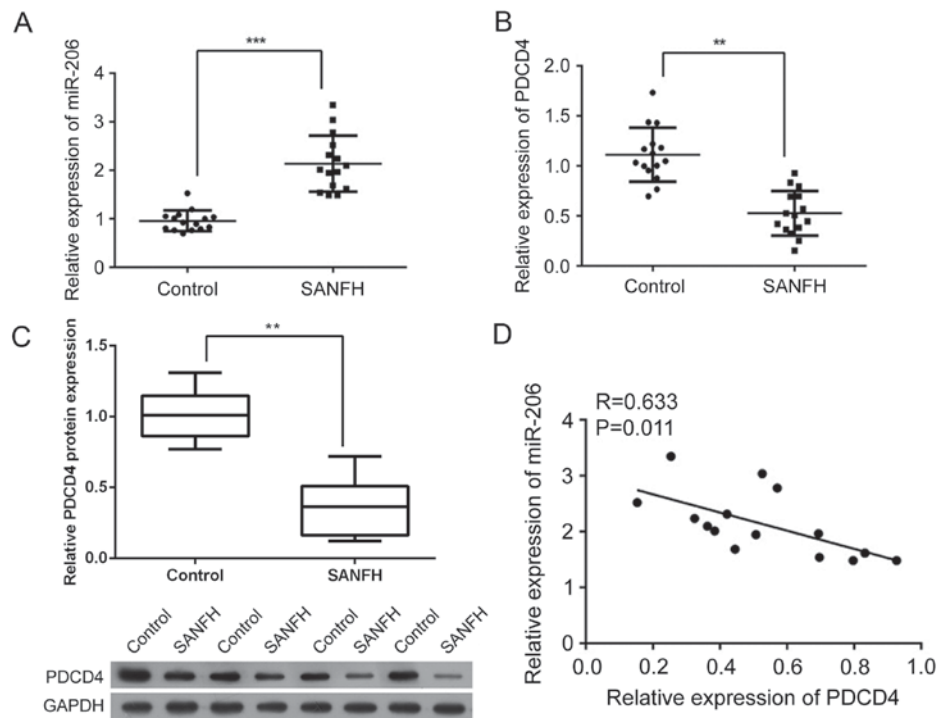 A
Relative expression of miR-206
4
3
2
1
0
***
Control
SANFH
B
Relative expression of PDCD4
2.0
1.5
1.0
0.5
0.0
**
Control
SANFH
C
Relative PDCD4 protein expression
1.5
1.0
0.5
0.0
**
Control
SANFH
Control SANFH Control SANFH Control SANFH Control SANFH
PDCD4
GAPDH
D
R=0.633
P=0.011
Relative expression of miR-206
4
3
2
1
0
0.0 0.2 0.4 0.6 0.8 1.0
Relative expression of PDCD4